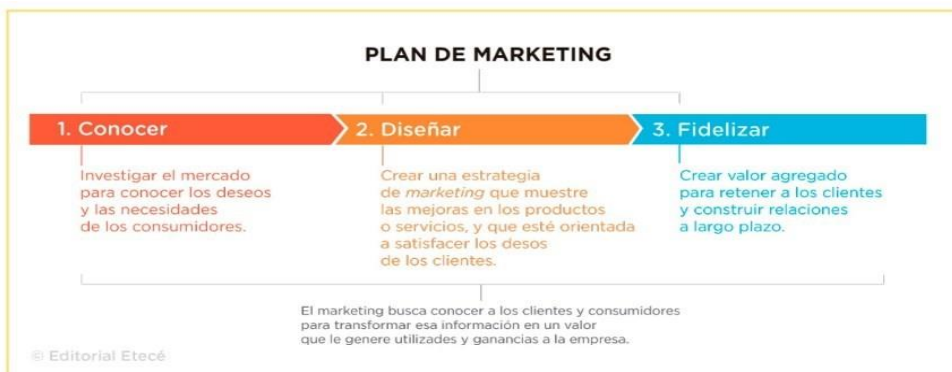 PLAN DE MARKETING
1. Conocer
2. Diseñar
3. Fidelizar
Investigar el mercado
para conocer los deseos
y las necesidades
de los consumidores.
Crear una estrategia
de marketing que muestre
las mejoras en los productos
o servicios, y que esté orientada
a satisfacer los desos
de los clientes.
Crear valor agregado
para retener a los clientes
y construir relaciones
a largo plazo.
El marketing busca conocer a los clientes y consumidores
para transformar esa información en un valor
que le genere utilizades y ganancias a la empresa.
© Editorial Etecé